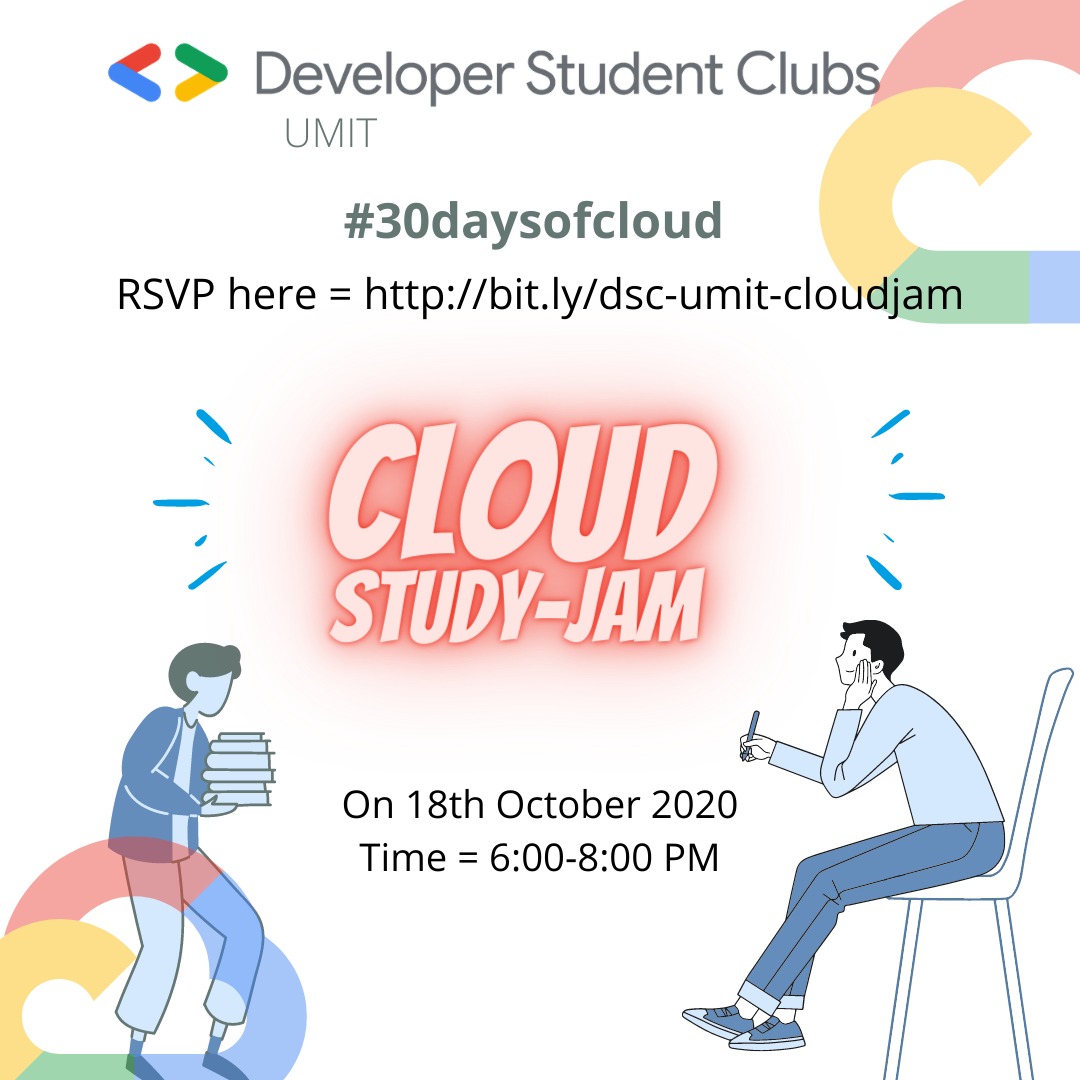 Developer Student Clubs
UMIT
#30daysofcloud
RSVP here = http://bit.ly/dsc-umit-cloudjam
CLOUD
STUDY-JAM
On 18th October 2020
Time = 6:00-8:00 PM